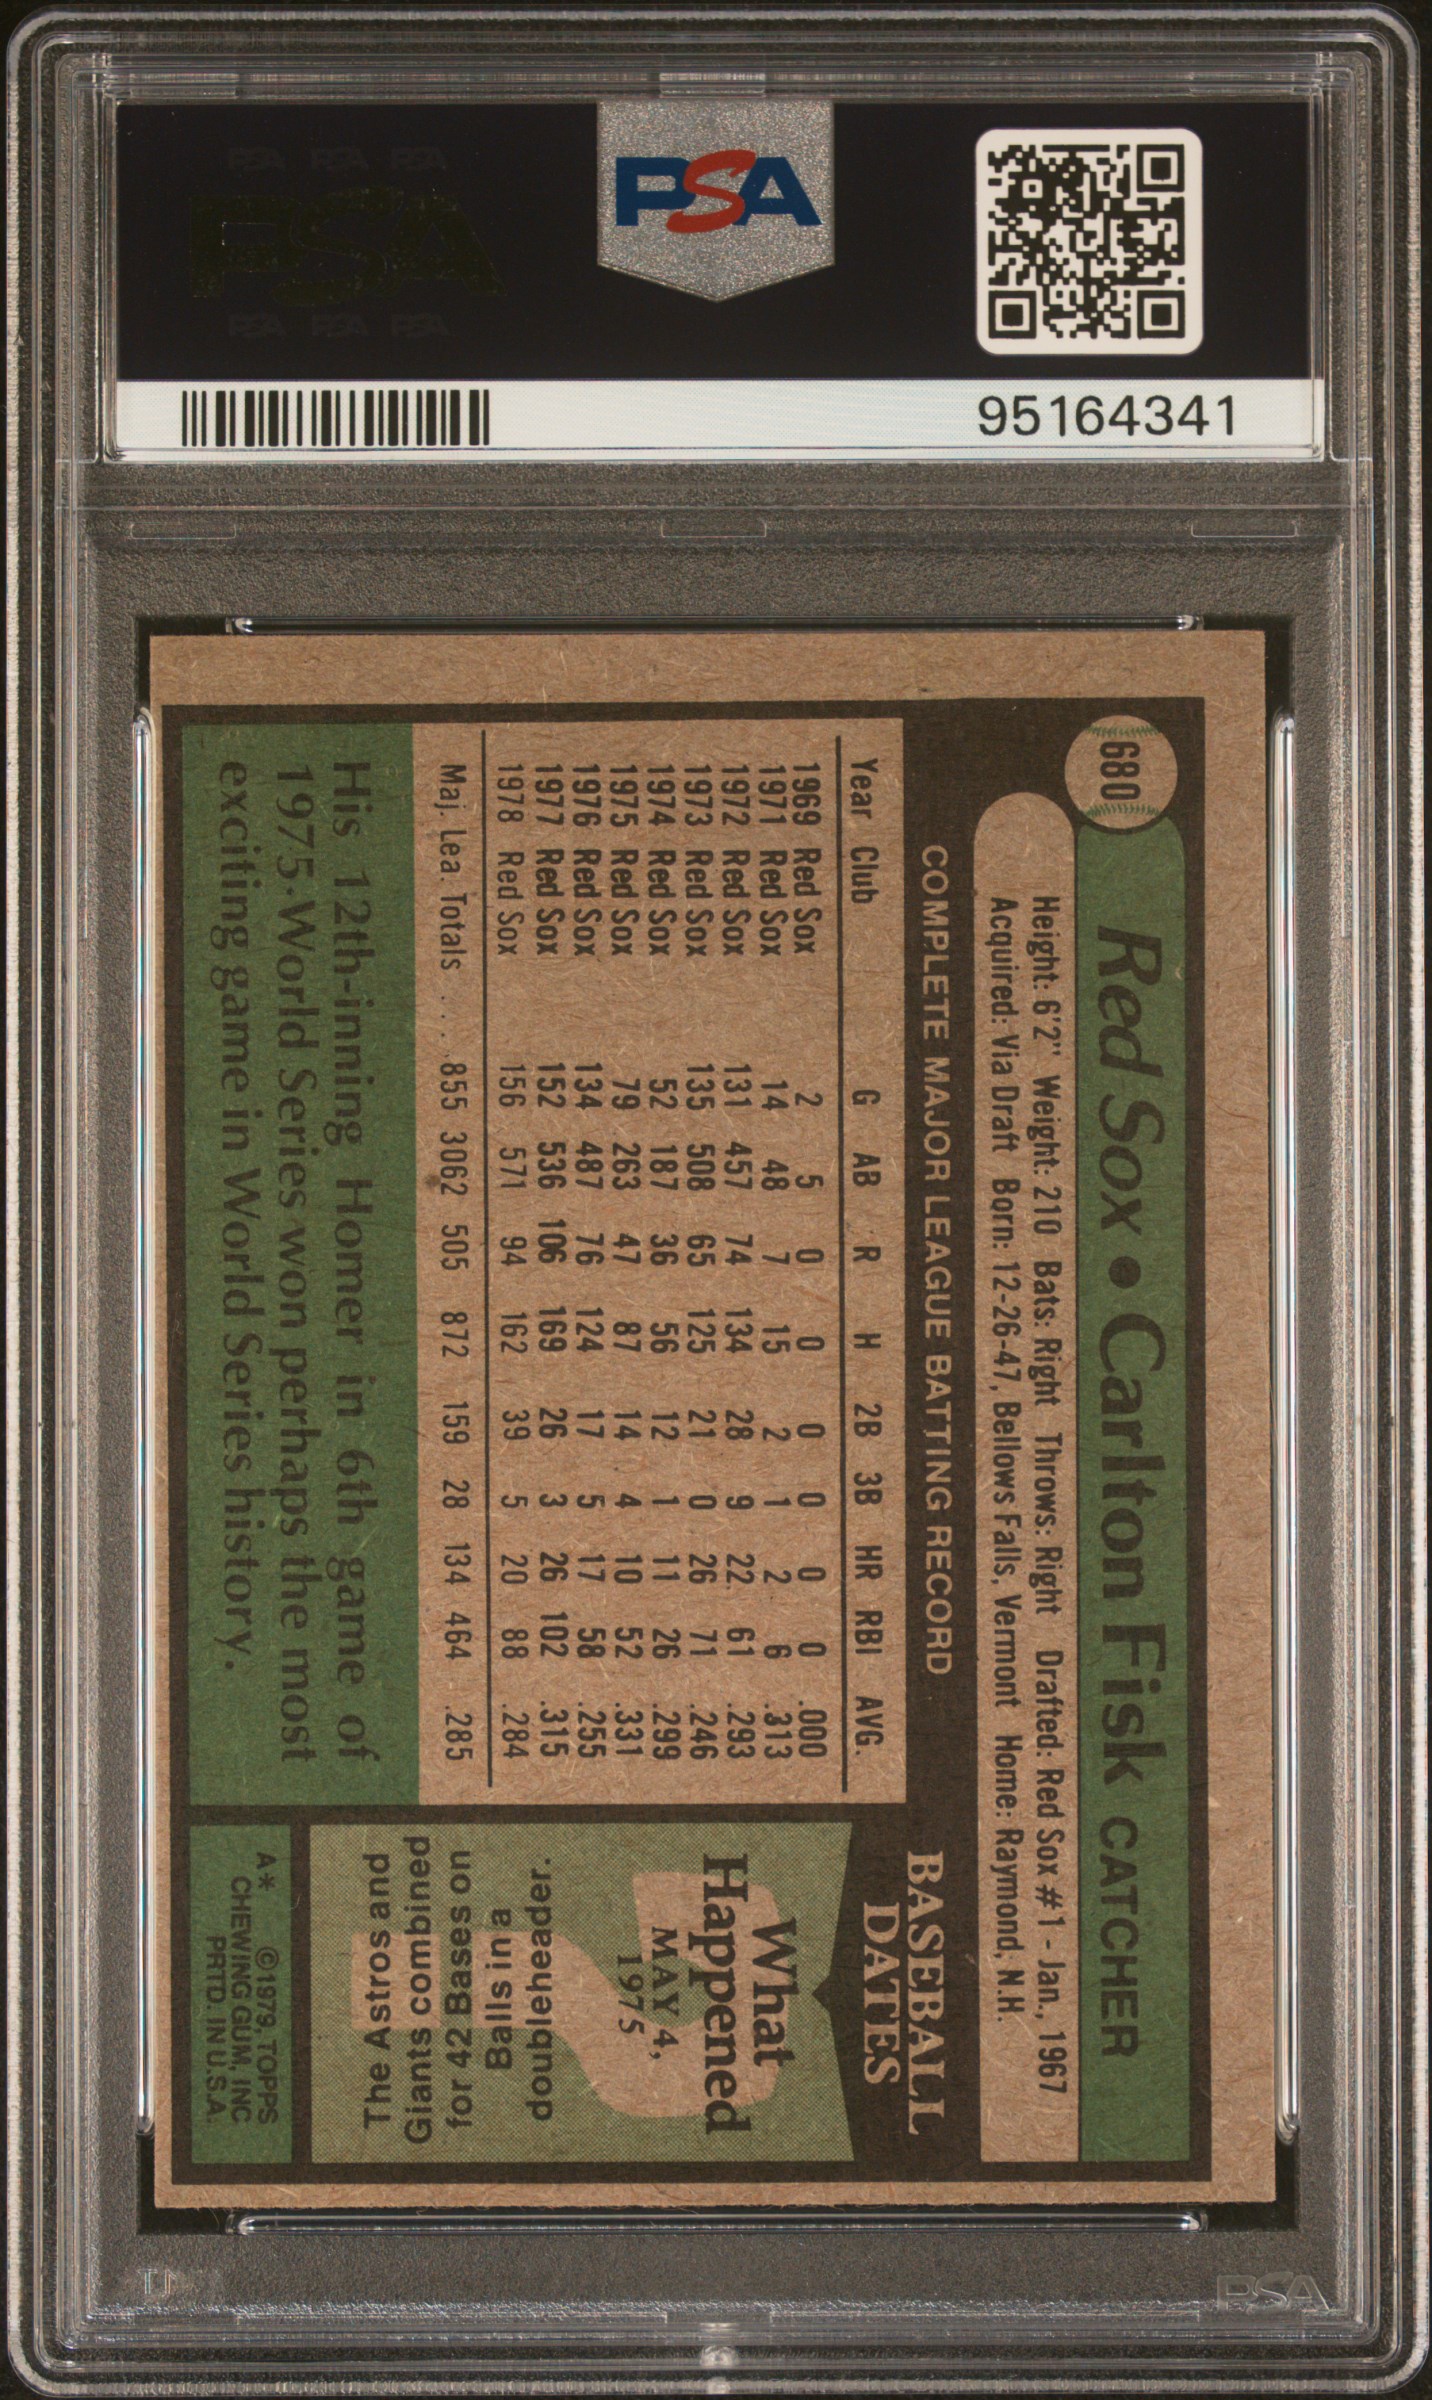 PSA PSA PSA
PSA
PSA PSA PSA
PSA
95164341
680
Red Sox • Carlton Fisk CATCHER
Height: 6'2" Weight: 210 Bats: Right Throws: Right Drafted: Red Sox #1 - Jan., 1967
Acquired: Via Draft Born: 12-26-47, Bellows Falls, Vermont Home: Raymond, N.H.
COMPLETE MAJOR LEAGUE BATTING RECORD
Year Club G AB R H 2B 3B HR RBI AVG.
1969 Red Sox 2 5 0 0 0 0 0 0 .000
1971 Red Sox 14 48 7 15 2 1 2 6 .313
1972 Red Sox 131 457 74 134 28 9 22 61 .293
1973 Red Sox 135 508 65 125 21 0 26 71 .246
1974 Red Sox 52 187 36 56 12 1 11 26 .299
1975 Red Sox 79 263 47 87 14 4 10 52 .331
1976 Red Sox 134 487 76 124 17 5 17 58 .255
1977 Red Sox 152 536 106 169 26 3 26 102 .315
1978 Red Sox 156 571 94 162 39 5 20 88 .284
Maj. Lea. Totals . . . 855 3062 505 872 159 28 134 464 .285
His 12th-inning Homer in 6th game of
1975 World Series won perhaps the most
exciting game in World Series history.
BASEBALL
DATES
What
Happened
MAY 4,
1975
The Astros and
Giants combined
for 42 Bases on
Balls in a
doubleheader.
A* ©1979, TOPPS
CHEWING GUM, INC
PRTD. IN U.S.A.
PSA